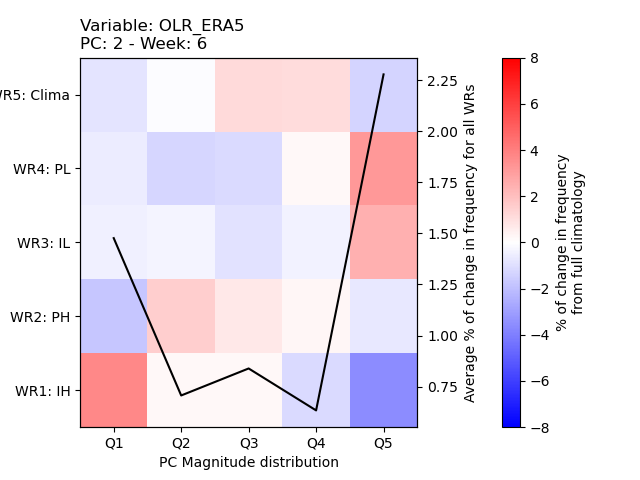 Variable: OLR_ERA5
PC: 2 - Week: 6
WR5: Clima
WR4: PL
WR3: IL
WR2: PH
WR1: IH
Q1 Q2 Q3 Q4 Q5
PC Magnitude distribution
2.25
2.00
1.75
1.50
1.25
1.00
0.75
Average % of change in frequency for all WRs
8
6
4
2
0
−2
−4
−6
−8
% of change in frequency
from full climatology